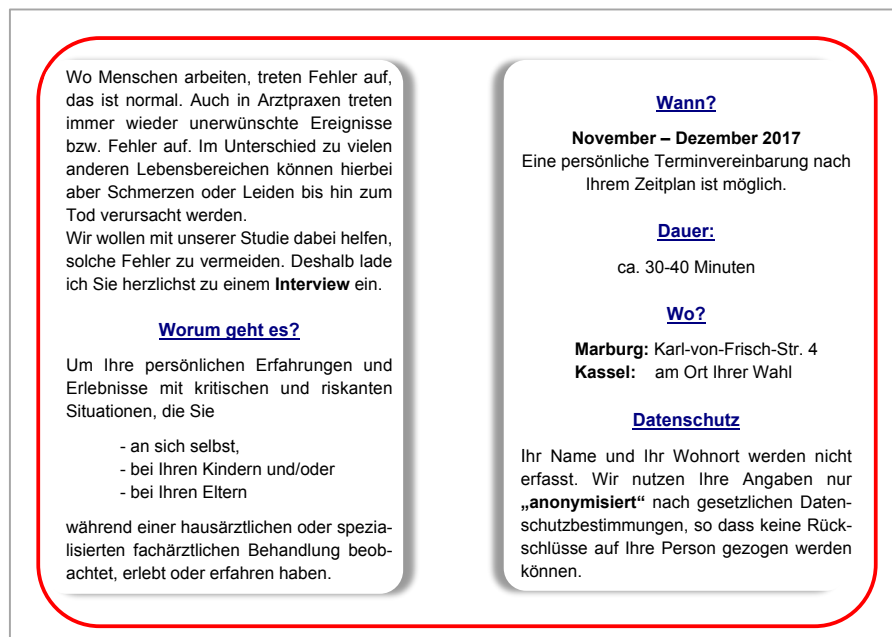 Wo Menschen arbeiten, treten Fehler auf,
das ist normal. Auch in Arztpraxen treten
immer wieder unerwünschte Ereignisse
bzw. Fehler auf. Im Unterschied zu vielen
anderen Lebensbereichen können hierbei
aber Schmerzen oder Leiden bis hin zum
Tod verursacht werden.
Wir wollen mit unserer Studie dabei helfen,
solche Fehler zu vermeiden. Deshalb lade
ich Sie herzlichst zu einem Interview ein.
Worum geht es?
Um Ihre persönlichen Erfahrungen und
Erlebnisse mit kritischen und riskanten
Situationen, die Sie
- an sich selbst,
- bei Ihren Kindern und/oder
- bei Ihren Eltern
während einer hausärztlichen oder spezia-
lisierten fachärztlichen Behandlung beob-
achtet, erlebt oder erfahren haben.
Wann?
November – Dezember 2017
Eine persönliche Terminvereinbarung nach
Ihrem Zeitplan ist möglich.
Dauer:
ca. 30-40 Minuten
Wo?
Marburg: Karl-von-Frisch-Str. 4
Kassel: am Ort Ihrer Wahl
Datenschutz
Ihr Name und Ihr Wohnort werden nicht
erfasst. Wir nutzen Ihre Angaben nur
„anonymisiert“ nach gesetzlichen Daten-
schutzbestimmungen, so dass keine Rück-
schlüsse auf Ihre Person gezogen werden
können.